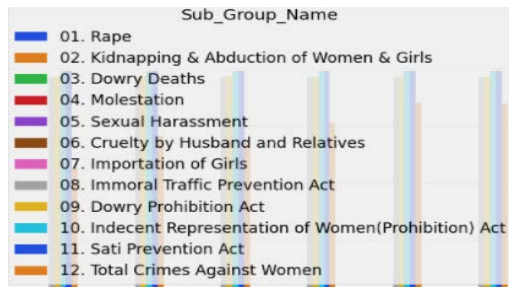 Sub_Group_Name
01. Rape
02. Kidnapping & Abduction of Women & Girls
03. Dowry Deaths
04. Molestation
05. Sexual Harassment
06. Cruelty by Husband and Relatives
07. Importation of Girls
08. Immoral Traffic Prevention Act
09. Dowry Prohibition Act
10. Indecent Representation of Women(Prohibition) Act
11. Sati Prevention Act
12. Total Crimes Against Women